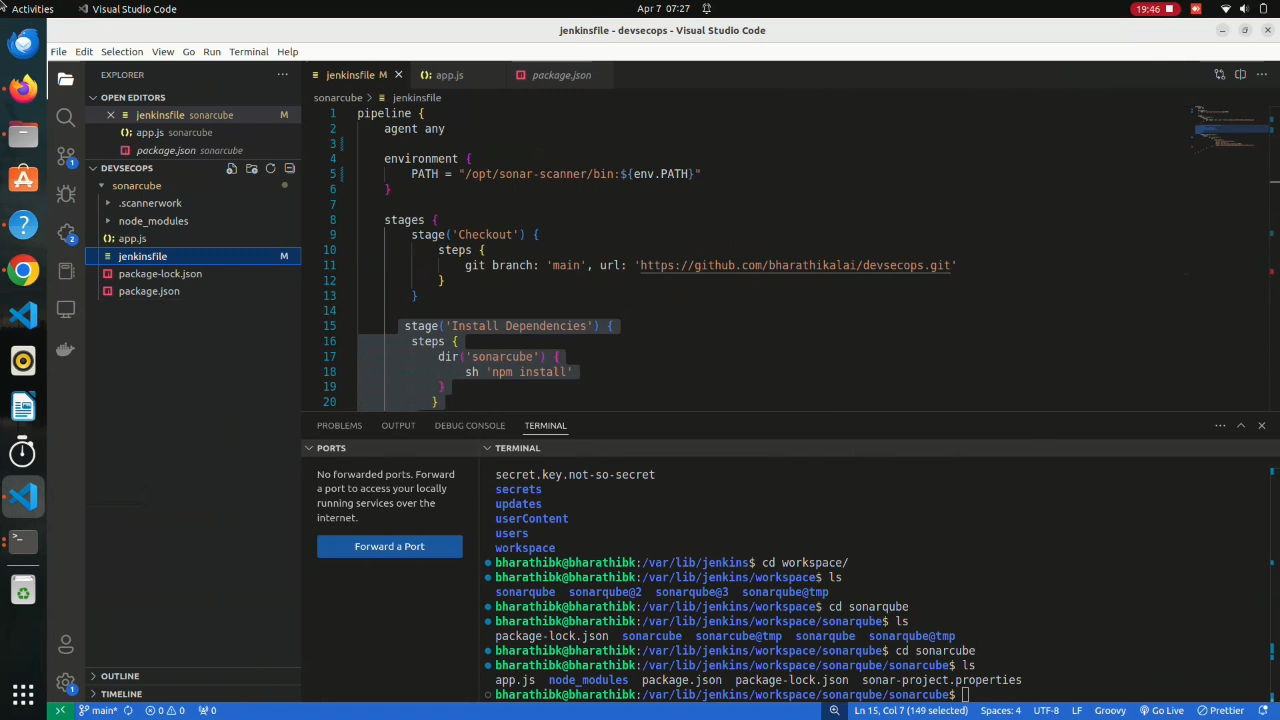 Activities
Visual Studio Code
Apr 7 07:27
19:46
jenkinsfile - devsecops - Visual Studio Code
File Edit Selection View Go Run Terminal Help
EXPLORER
OPEN EDITORS
jenkinsfile sonarcube M
app.js sonarcube
package.json sonarcube
DEVSECOPS
sonarcube
.scannerwork
node_modules
app.js
jenkinsfile M
package-lock.json
package.json
OUTLINE
TIMELINE
jenkinsfile M
app.js
package.json
sonarcube > jenkinsfile
1 pipeline {
2 agent any
3
4 environment {
5 PATH = "/opt/sonar-scanner/bin:${env.PATH}"
6 }
7
8 stages {
9 stage('Checkout') {
10 steps {
11 git branch: 'main', url: 'https://github.com/bharathikalai/devsecops.git'
12 }
13 }
14
15 stage('Install Dependencies') {
16 steps {
17 dir('sonarcube') {
18 sh 'npm install'
19 }
20 }
PROBLEMS OUTPUT DEBUG CONSOLE TERMINAL
PORTS
No forwarded ports. Forward
a port to access your locally
running services over the
internet.
Forward a Port
TERMINAL
secret.key.not-so-secret
secrets
updates
userContent
users
workspace
bharathibk@bharathibk:/var/lib/jenkins$ cd workspace/
bharathibk@bharathibk:/var/lib/jenkins/workspace$ ls
sonarqube sonarqube@2 sonarqube@3 sonarqube@tmp
bharathibk@bharathibk:/var/lib/jenkins/workspace$ cd sonarqube
bharathibk@bharathibk:/var/lib/jenkins/workspace/sonarqube$ ls
package-lock.json sonarcube sonarcube@tmp sonarqube sonarqube@tmp
bharathibk@bharathibk:/var/lib/jenkins/workspace/sonarqube$ cd sonarcube
bharathibk@bharathibk:/var/lib/jenkins/workspace/sonarqube/sonarcube$ ls
app.js node_modules package.json package-lock.json sonar-project.properties
bharathibk@bharathibk:/var/lib/jenkins/workspace/sonarqube/sonarcube$
1
2
1
main* 0 0 0 Ln 15, Col 7 (149 selected) Spaces: 4 UTF-8 LF Groovy Go Live Prettier